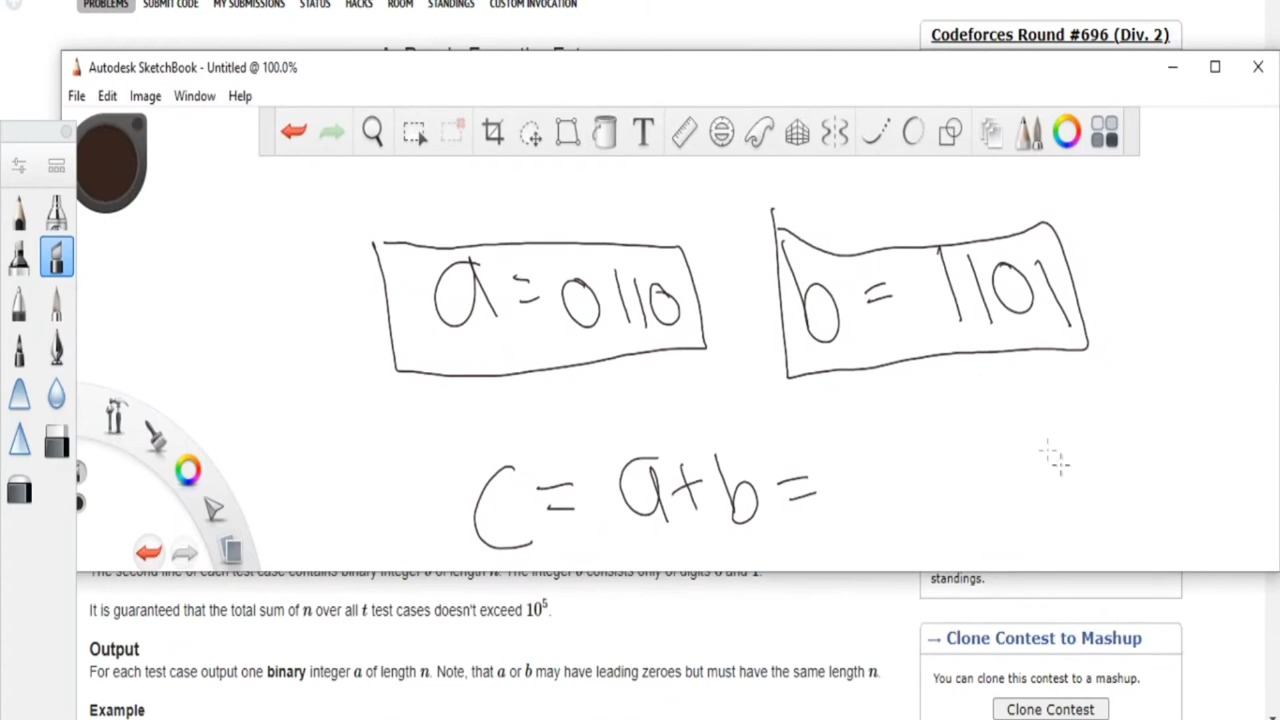 PROBLEMS SUBMIT CODE MY SUBMISSIONS STATUS HACKS ROOM STANDINGS CUSTOM INVOCATION
Codeforces Round #696 (Div. 2)
Autodesk SketchBook - Untitled @ 100.0%
File Edit Image Window Help
a = 0110
b = 1101
c = a + b =
It is guaranteed that the total sum of n over all t test cases doesn't exceed 10^5.
Output
For each test case output one binary integer a of length n. Note, that a or b may have leading zeroes but must have the same length n.
Example
standings.
→ Clone Contest to Mashup
You can clone this contest to a mashup.
Clone Contest